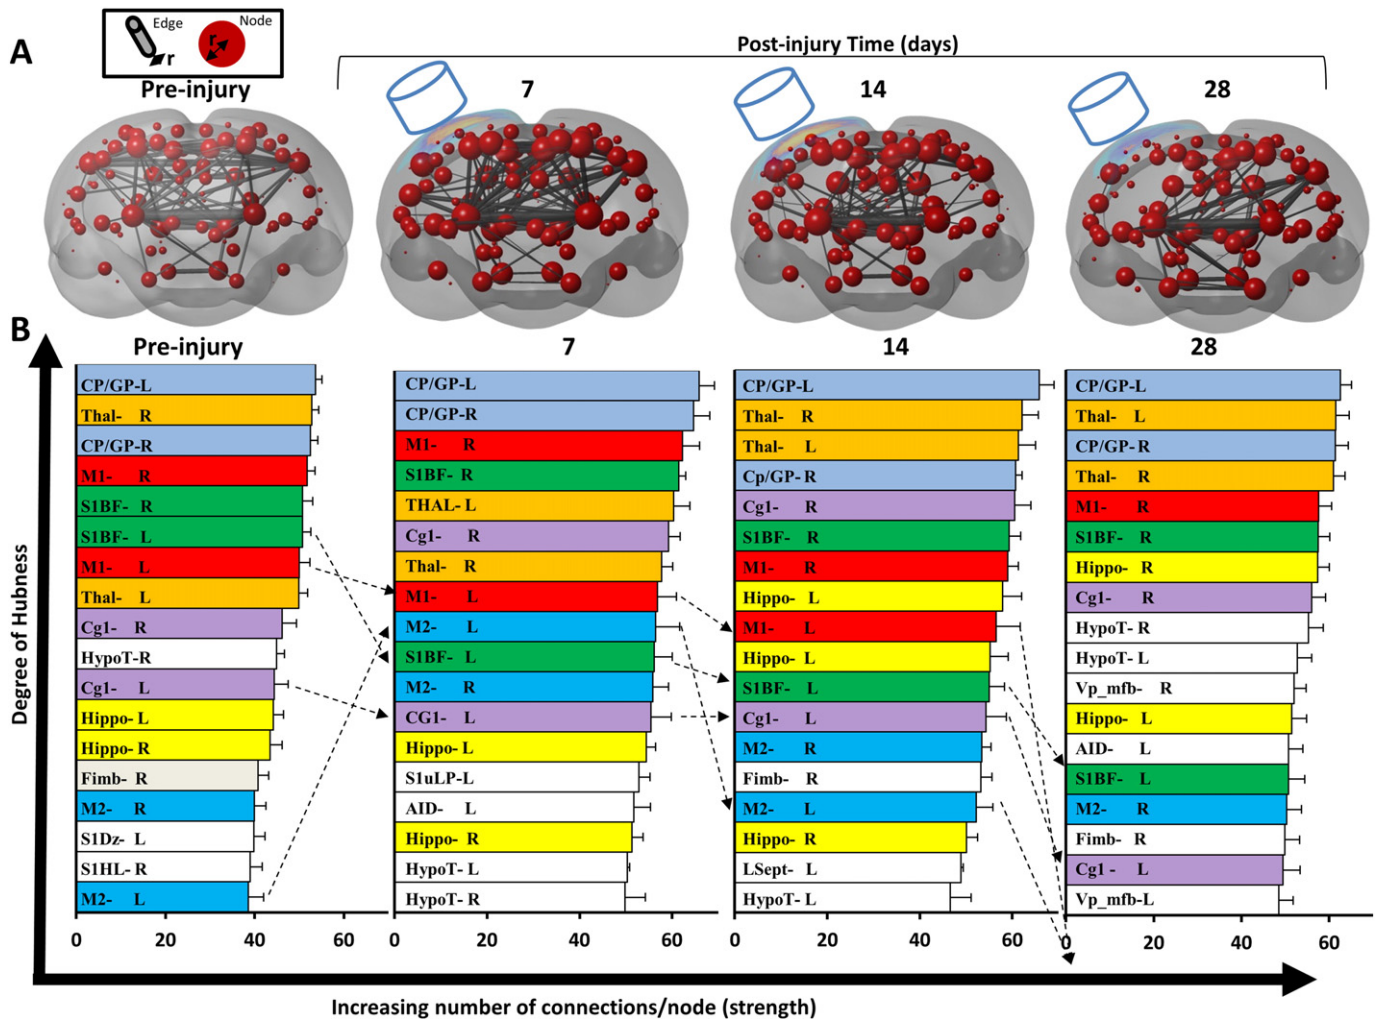 A
Edge
Node
r
r
Post-injury Time (days)
Pre-injury
7
14
28
B
Pre-injury
7
14
28
Degree of Hubness
CP/GP-L
Thal- R
CP/GP-R
M1- R
S1BF- R
S1BF- L
M1- L
Thal- L
Cg1- R
HypoT-R
Cg1- L
Hippo- L
Hippo- R
Fimb- R
M2- R
S1Dz- L
S1HL- R
M2- L
0 20 40 60
CP/GP-L
CP/GP-R
M1- R
S1BF- R
THAL- L
Cg1- R
Thal- R
M1- L
M2- L
S1BF- L
M2- R
CG1- L
Hippo- L
S1uLP-L
AID- L
Hippo- R
HypoT- L
HypoT- R
0 20 40 60
CP/GP-L
Thal- R
Thal- L
Cp/GP- R
Cg1- R
S1BF- R
M1- R
Hippo- L
M1- L
Hippo- L
S1BF- L
Cg1- L
M2- R
Fimb- R
M2- L
Hippo- R
LSept- L
HypoT- L
0 20 40 60
CP/GP-L
Thal- L
CP/GP- R
Thal- R
M1- R
S1BF- R
Hippo- R
Cg1- R
HypoT- R
HypoT- L
Vp_mfb- R
Hippo- L
AID- L
S1BF- L
M2- R
Fimb- R
Cg1 - L
Vp_mfb-L
0 20 40 60
Increasing number of connections/node (strength)